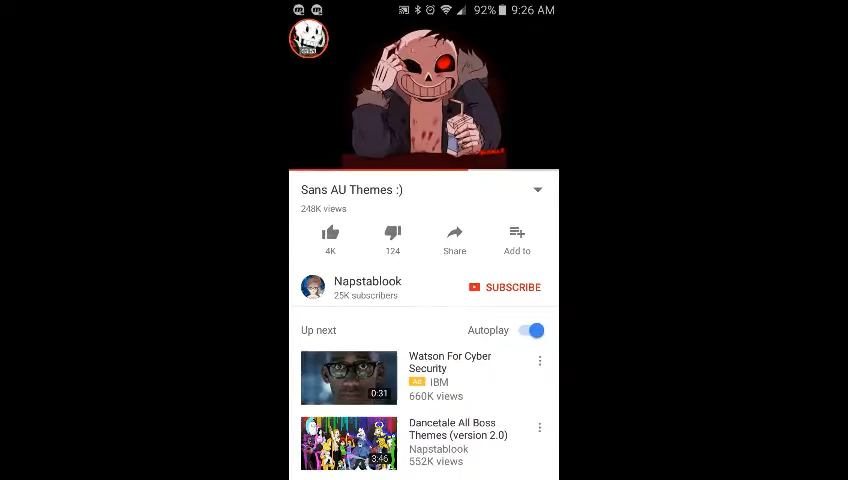 92% 9:26 AM
Sans AU Themes :)
248K views
4K
124
Share
Add to
Napstablook
25K subscribers
SUBSCRIBE
Up next
Autoplay
Watson For Cyber
Security
Ad IBM
660K views
0:31
Dancetale All Boss
Themes (version 2.0)
Napstablook
552K views
3:46